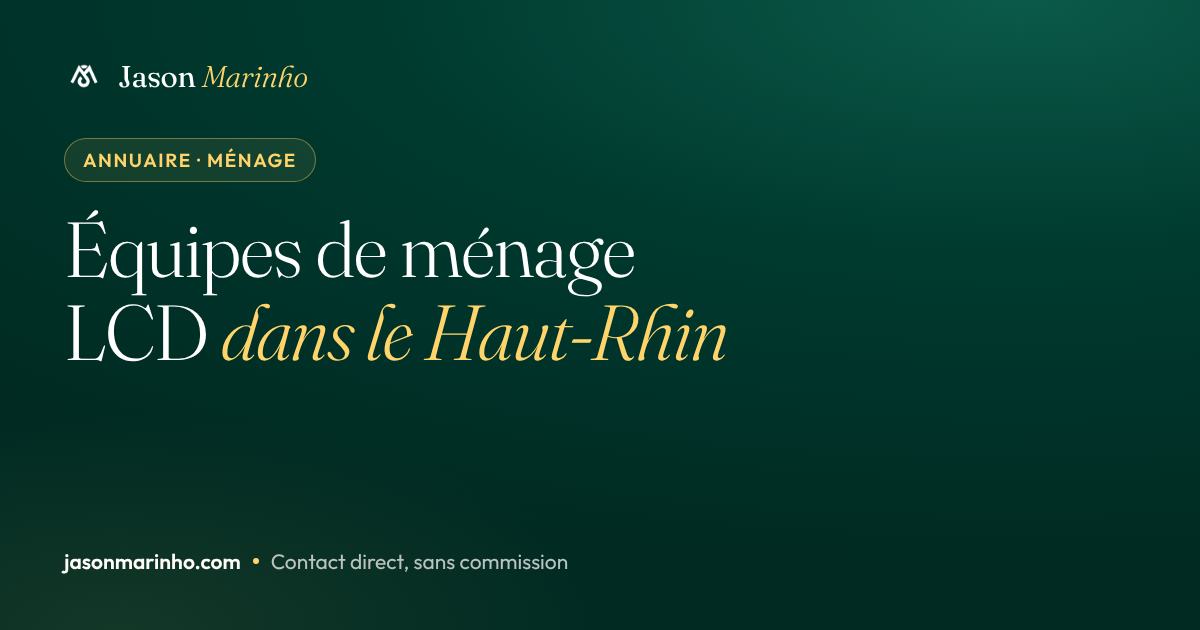 Jason Marinho
ANNUAIRE · MÉNAGE
Équipes de ménage
LCD dans le Haut-Rhin
jasonmarinho.com • Contact direct, sans commission